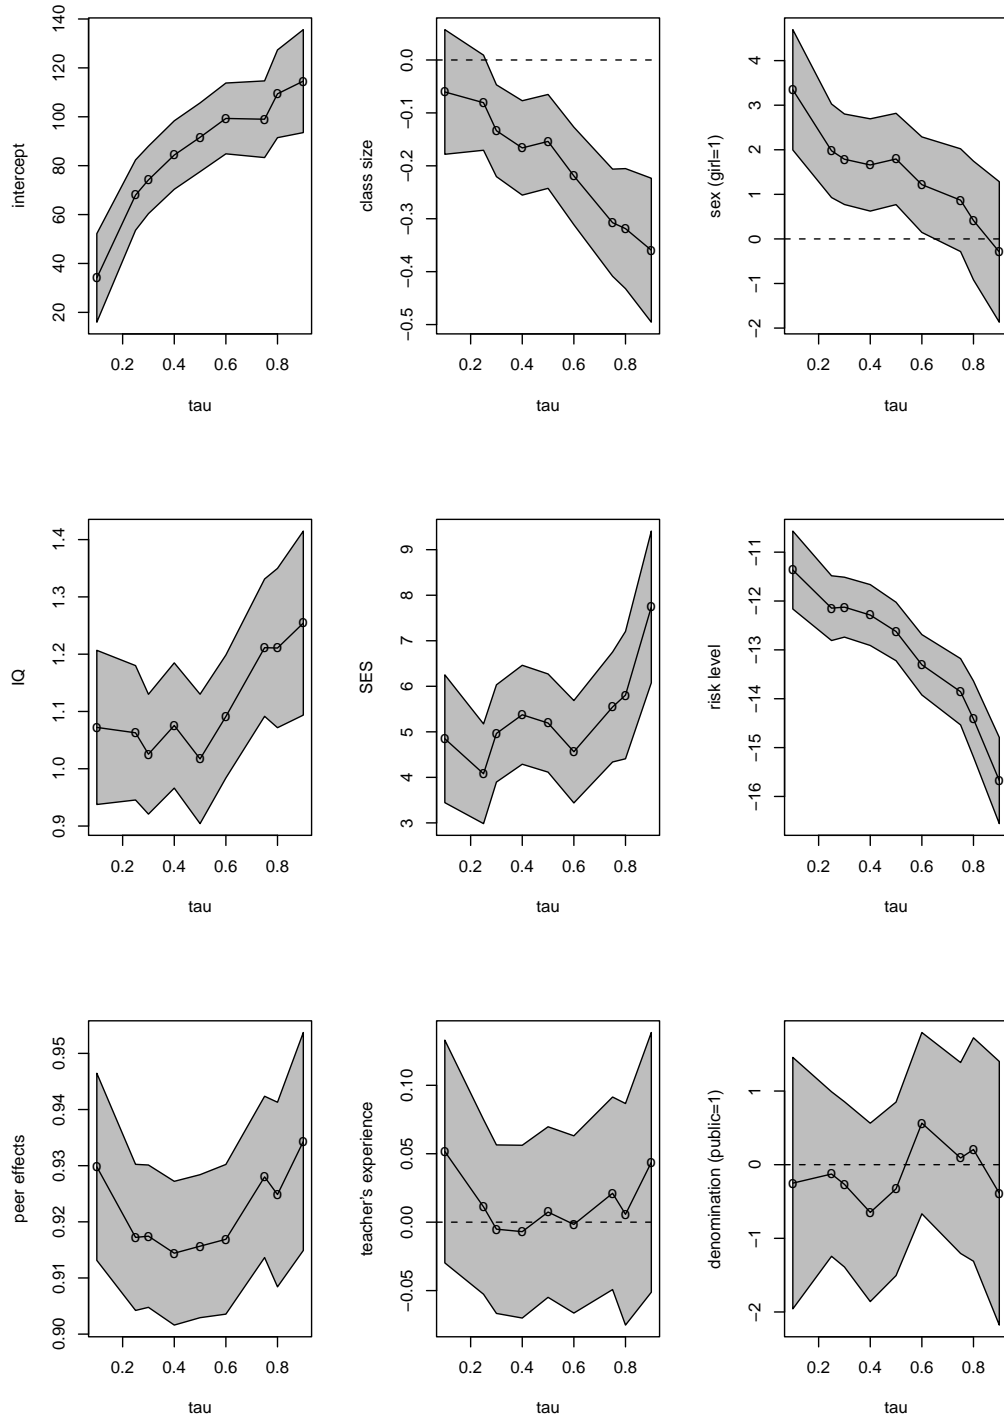 intercept
20 40 60 80 100 120 140
0.2 0.4 0.6 0.8
tau
class size
−0.5 −0.4 −0.3 −0.2 −0.1 0.0
0.2 0.4 0.6 0.8
tau
sex (girl=1)
−2 −1 0 1 2 3 4
0.2 0.4 0.6 0.8
tau
IQ
0.9 1.0 1.1 1.2 1.3 1.4
0.2 0.4 0.6 0.8
tau
SES
3 4 5 6 7 8 9
0.2 0.4 0.6 0.8
tau
risk level
−16 −15 −14 −13 −12 −11
0.2 0.4 0.6 0.8
tau
peer effects
0.90 0.91 0.92 0.93 0.94 0.95
0.2 0.4 0.6 0.8
tau
teacher's experience
−0.05 0.00 0.05 0.10
0.2 0.4 0.6 0.8
tau
denomination (public=1)
−2 −1 0 1
0.2 0.4 0.6 0.8
tau